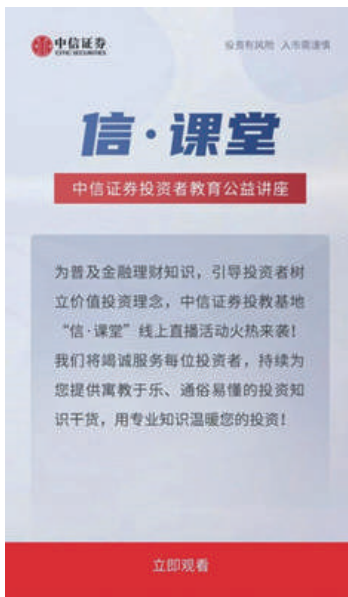 中信证券
CITIC SECURITIES
投资有风险 入市需谨慎
信·课堂
中信证券投资者教育公益讲座
为普及金融理财知识，引导投资者树
立价值投资理念，中信证券投教基地
“信·课堂”线上直播活动火热来袭！
我们将竭诚服务每位投资者，持续为
您提供寓教于乐、通俗易懂的投资知
识干货，用专业知识温暖您的投资！
立即观看